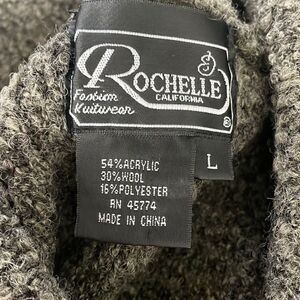 ROCHELLE
CALIFORNIA
Fashion
Knitwear
®
L
54%ACRYLIC
30%WOOL
16%POLYESTER
RN 45774
MADE IN CHINA